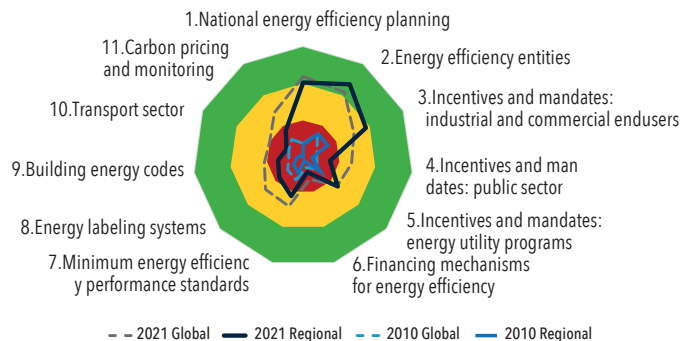 1.National energy efficiency planning
2.Energy efficiency entities
3.Incentives and mandates:
industrial and commercial endusers
4.Incentives and man
dates: public sector
5.Incentives and mandates:
energy utility programs
6.Financing mechanisms
for energy efficiency
7.Minimum energy efficienc
y performance standards
8.Energy labeling systems
9.Building energy codes
10.Transport sector
11.Carbon pricing
and monitoring
2021 Global 2021 Regional 2010 Global 2010 Regional